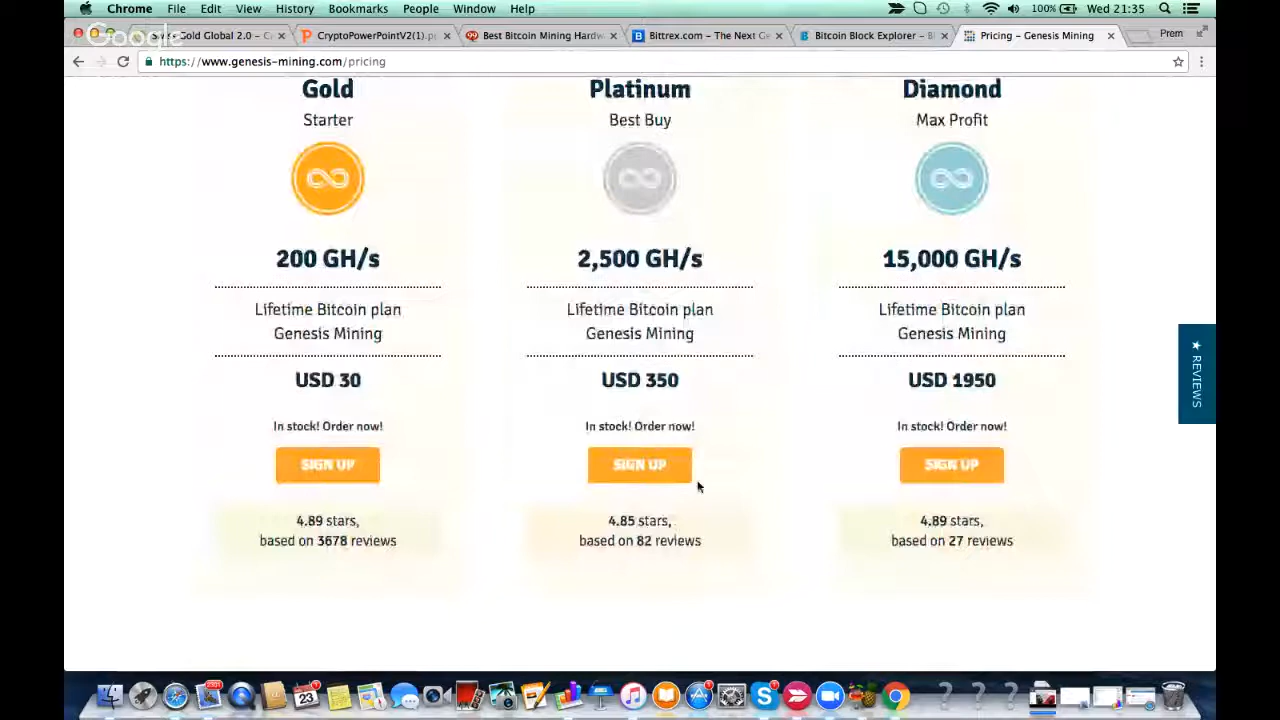 Chrome File Edit View History Bookmarks People Window Help 100% Wed 21:35
Google
Gold Global 2.0 – C CryptoPowerPointV2(1).p Best Bitcoin Mining Hardw Bittrex.com – The Next Ge Bitcoin Block Explorer – Bl Pricing – Genesis Mining Prem
https://www.genesis-mining.com/pricing
Gold Platinum Diamond
Starter Best Buy Max Profit
200 GH/s 2,500 GH/s 15,000 GH/s
Lifetime Bitcoin plan Lifetime Bitcoin plan Lifetime Bitcoin plan
Genesis Mining Genesis Mining Genesis Mining
★ REVIEWS
USD 30 USD 350 USD 1950
In stock! Order now! In stock! Order now! In stock! Order now!
SIGN UP SIGN UP SIGN UP
4.89 stars, 4.85 stars, 4.89 stars,
based on 3678 reviews based on 82 reviews based on 27 reviews
23